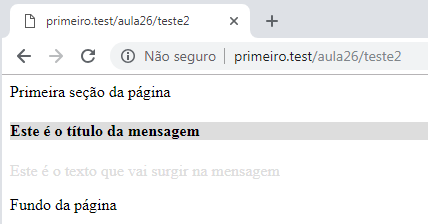 primeiro.test/aula26/teste2
Não seguro | primeiro.test/aula26/teste2
Primeira seção da página
Este é o título da mensagem
Este é o texto que vai surgir na mensagem
Fundo da página